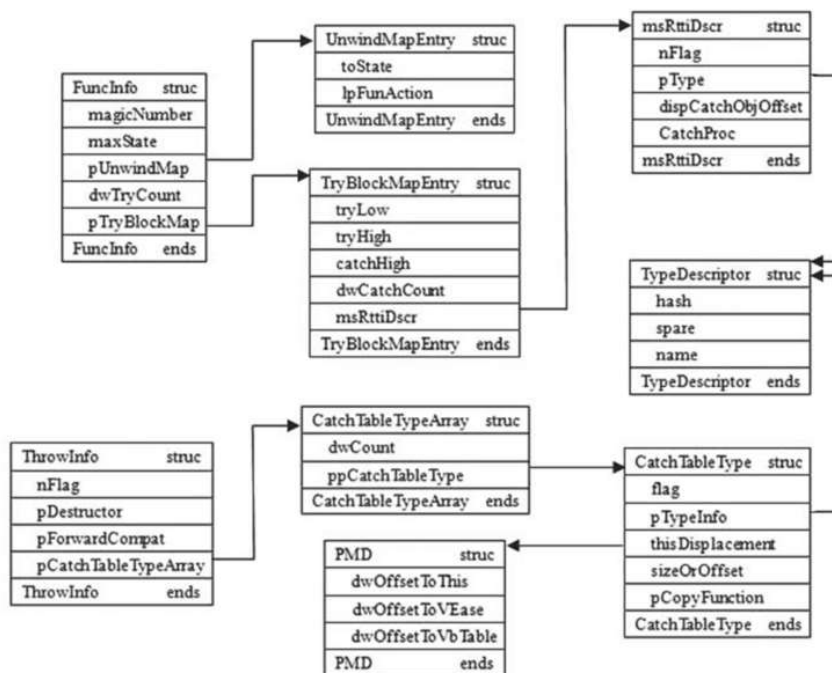 FuncInfo struc
magicNumber
maxState
pUnwindMap
dwTryCount
pTryBlockMap
FuncInfo ends
UnwindMapEntry struc
toState
lpFunAction
UnwindMapEntry ends
TryBlockMapEntry struc
tryLow
tryHigh
catchHigh
dwCatchCount
msRttiDscr
TryBlockMapEntry ends
msRttiDscr struc
nFlag
pType
dispCatchObjOffset
CatchProc
msRttiDscr ends
TypeDescriptor struc
hash
spare
name
TypeDescriptor ends
ThrowInfo struc
nFlag
pDestructor
pForwardCompat
pCatchTableTypeArray
ThrowInfo ends
CatchTableTypeArray struc
dwCount
ppCatchTableType
CatchTableTypeArray ends
CatchTableType struc
flag
pTypeInfo
thisDisplacement
sizeOrOffset
pCopyFunction
CatchTableType ends
PMD struc
dwOffsetToThis
dwOffsetToVEase
dwOffsetToVbTable
PMD ends